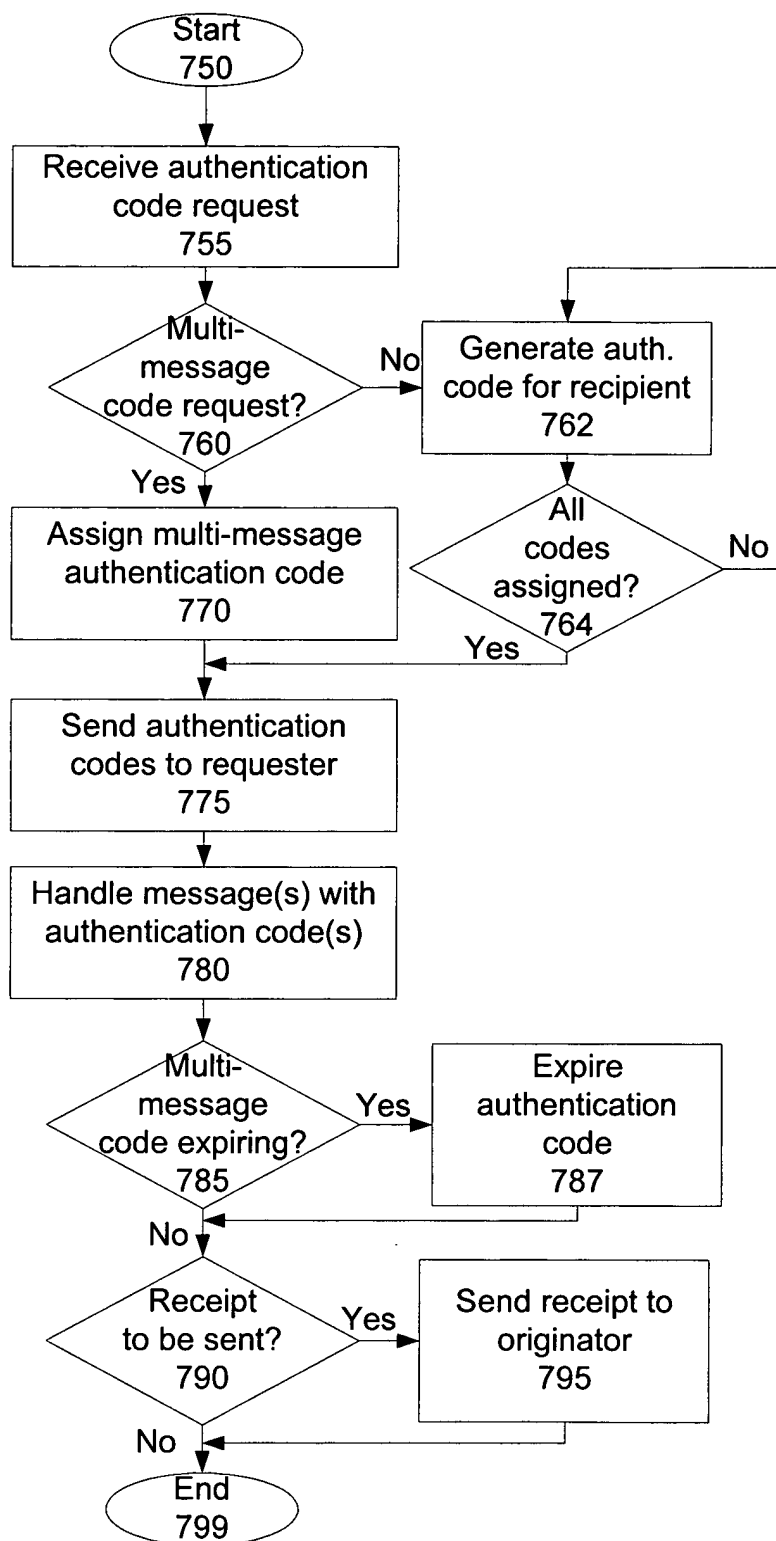 Start
750
Receive authentication
code request
755
Multi-
message
code request?
760
No
Generate auth.
code for recipient
762
Yes
Assign multi-message
authentication code
770
All
codes
assigned?
764
No
Yes
Send authentication
codes to requester
775
Handle message(s) with
authentication code(s)
780
Multi-
message
code expiring?
785
Yes
Expire
authentication
code
787
No
Receipt
to be sent?
790
Yes
Send receipt to
originator
795
No
End
799